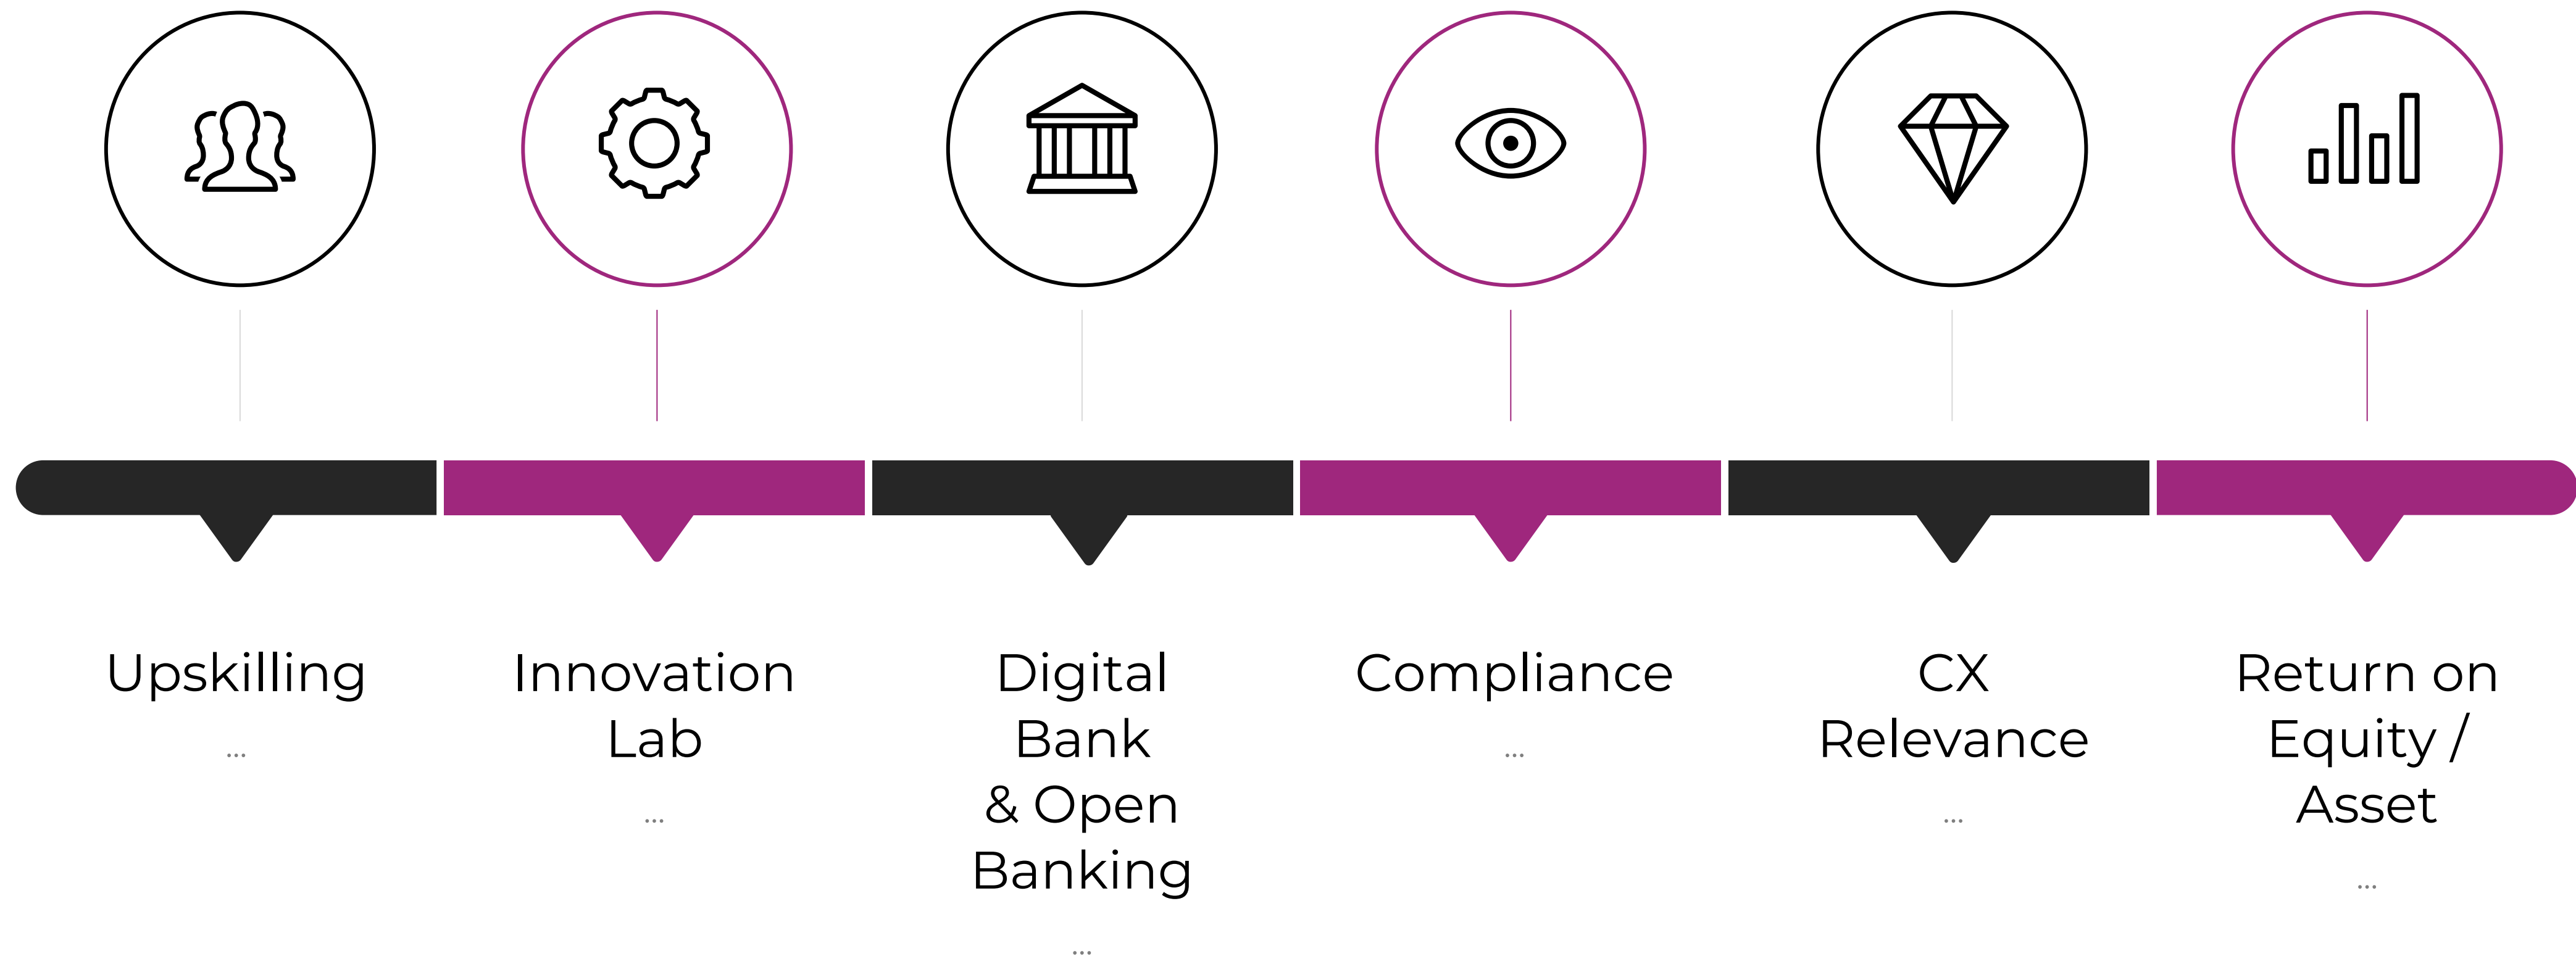 Upskilling
...
Innovation
Lab
...
Digital
Bank
& Open
Banking
...
Compliance
...
CX
Relevance
...
Return on
Equity /
Asset
...